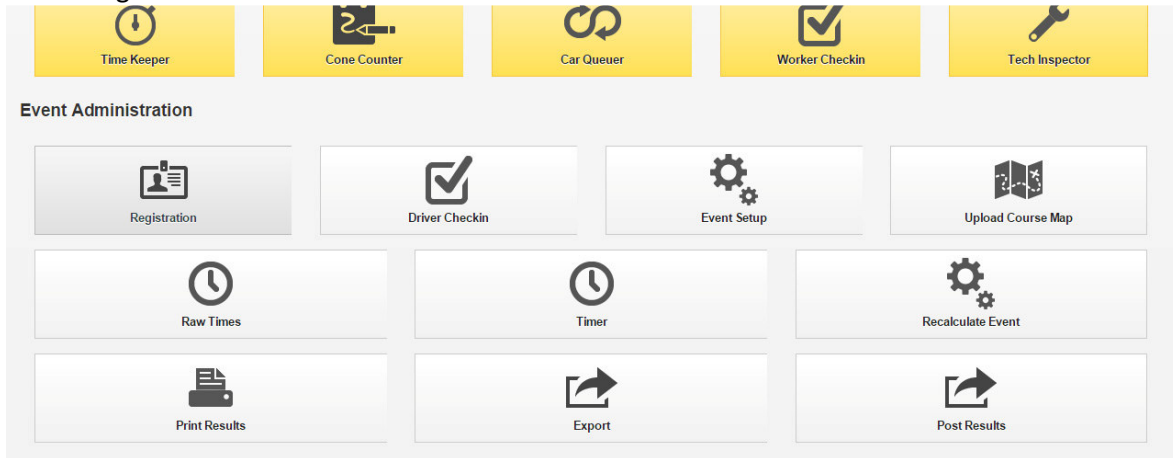 Time Keeper
Cone Counter
Car Queuer
Worker Checkin
Tech Inspector
Event Administration
Registration
Driver Checkin
Event Setup
Upload Course Map
Raw Times
Timer
Recalculate Event
Print Results
Export
Post Results